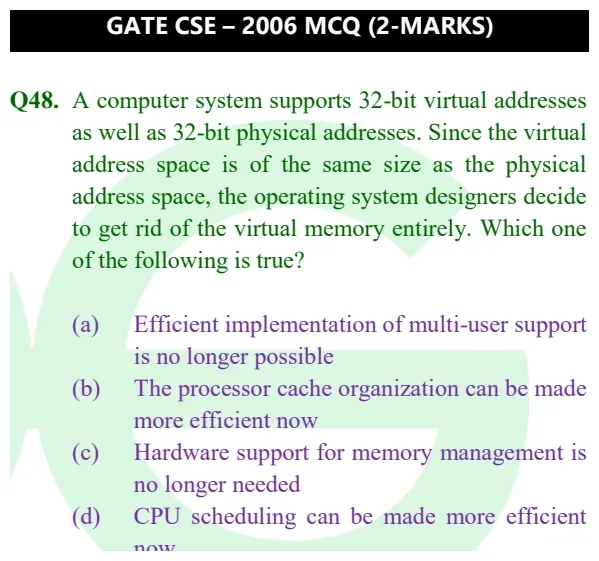 GATE CSE – 2006 MCQ (2-MARKS)
Q48. A computer system supports 32-bit virtual addresses
as well as 32-bit physical addresses. Since the virtual
address space is of the same size as the physical
address space, the operating system designers decide
to get rid of the virtual memory entirely. Which one
of the following is true?
(a) Efficient implementation of multi-user support
is no longer possible
(b) The processor cache organization can be made
more efficient now
(c) Hardware support for memory management is
no longer needed
(d) CPU scheduling can be made more efficient
now